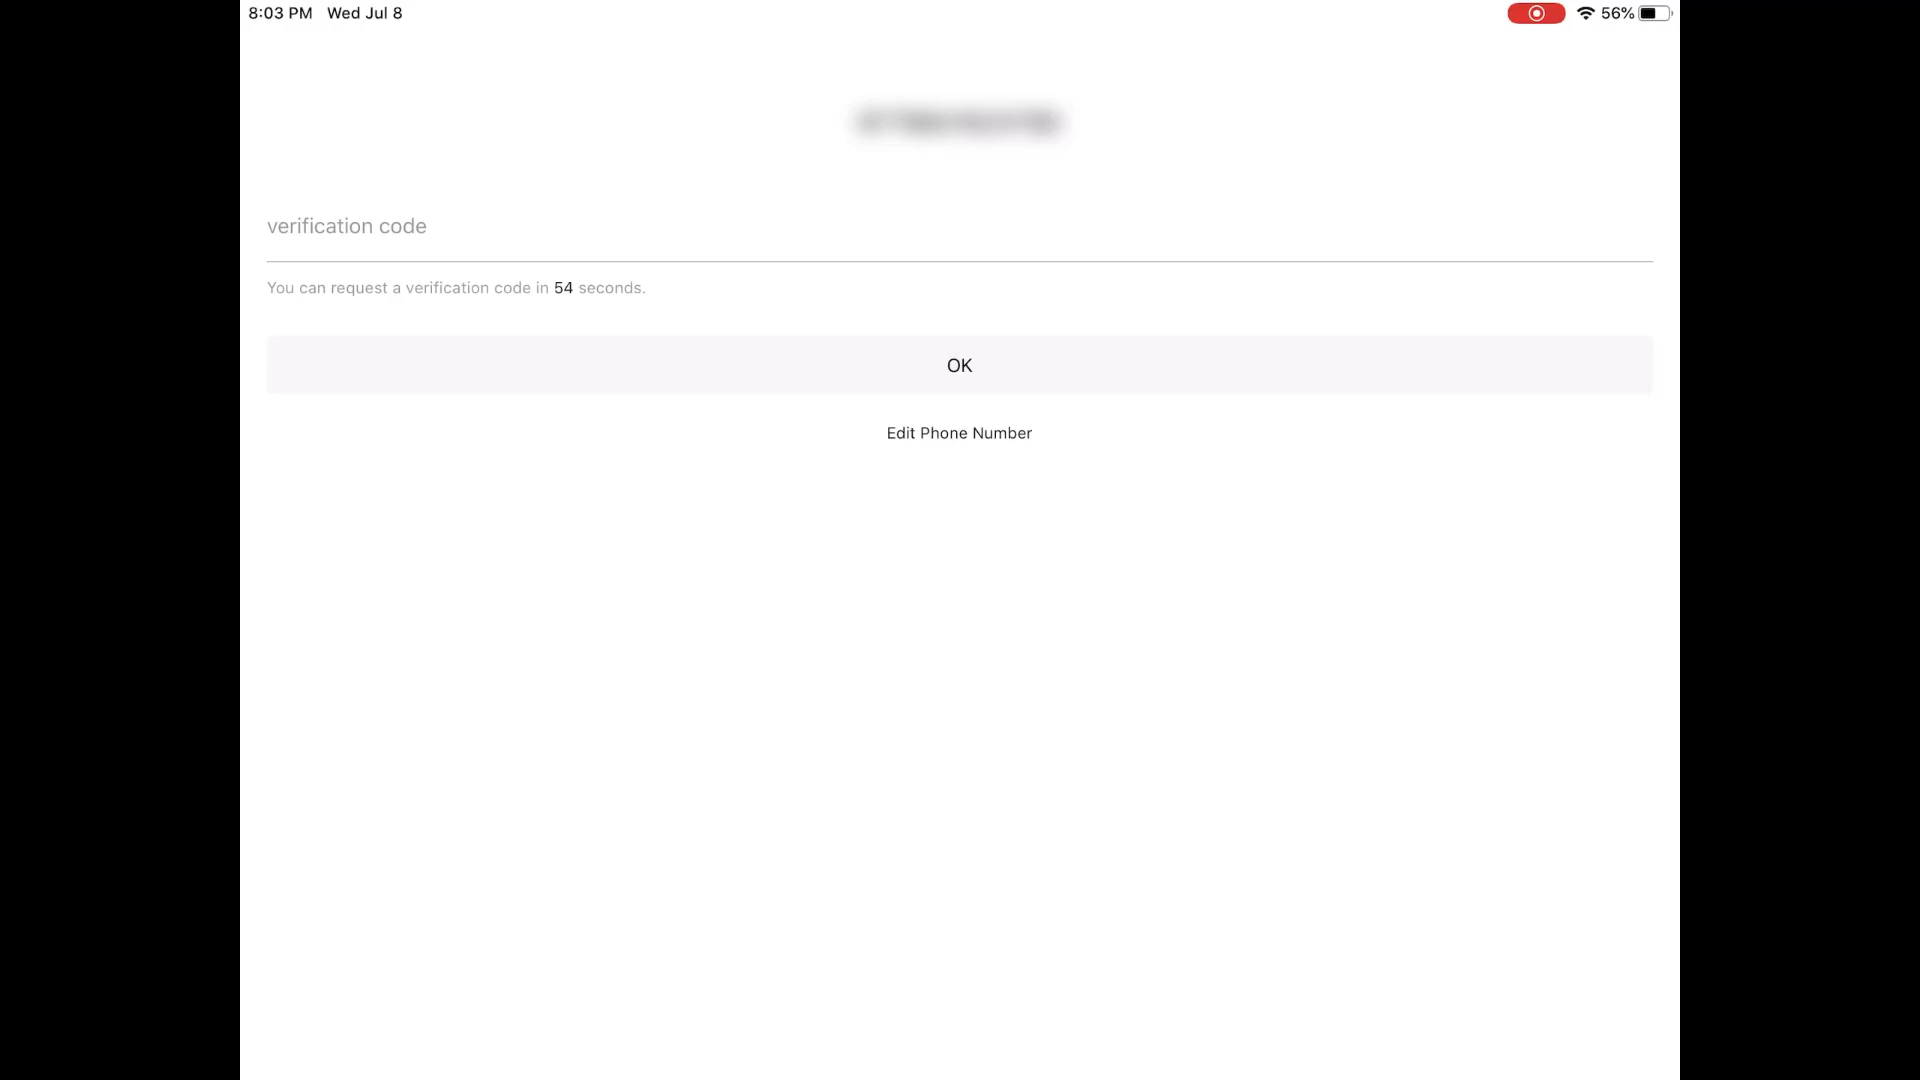 8:03 PM Wed Jul 8
56%
verification code
You can request a verification code in 54 seconds.
OK
Edit Phone Number